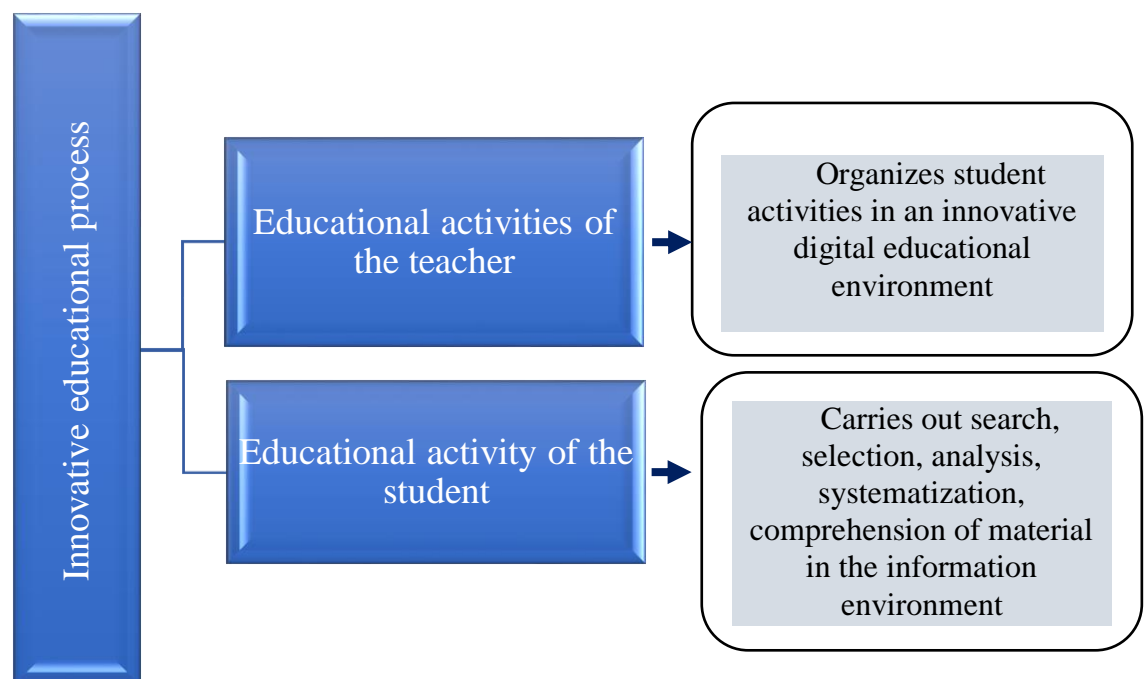 Innovative educational process
Educational activities of
the teacher
Organizes student
activities in an innovative
digital educational
environment
Educational activity of the
student
Carries out search,
selection, analysis,
systematization,
comprehension of material
in the information
environment